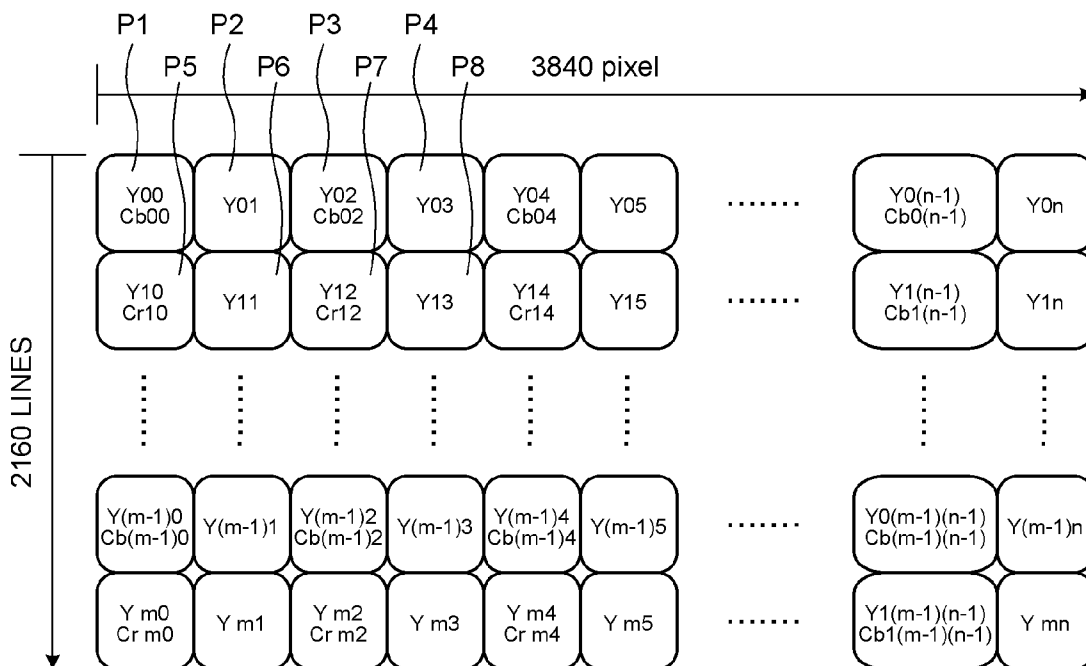 P1 P2 P3 P4
P5 P6 P7 P8 3840 pixel
2160 LINES
Y00 Y01 Y02 Y03 Y04 Y05 ······· Y0(n-1) Y0n
Cb00 Cb02 Cb04 Cb0(n-1)
Y10 Y11 Y12 Y13 Y14 Y15 ······· Y1(n-1) Y1n
Cr10 Cr12 Cr14 Cb1(n-1)
Y(m-1)0 Y(m-1)1 Y(m-1)2 Y(m-1)3 Y(m-1)4 Y(m-1)5 ······· Y0(m-1)(n-1) Y(m-1)n
Cb(m-1)0 Cb(m-1)2 Cb(m-1)4 Cb(m-1)(n-1)
Y m0 Y m1 Y m2 Y m3 Y m4 Y m5 ······· Y1(m-1)(n-1) Y mn
Cr m0 Cr m2 Cr m4 Cb1(m-1)(n-1)